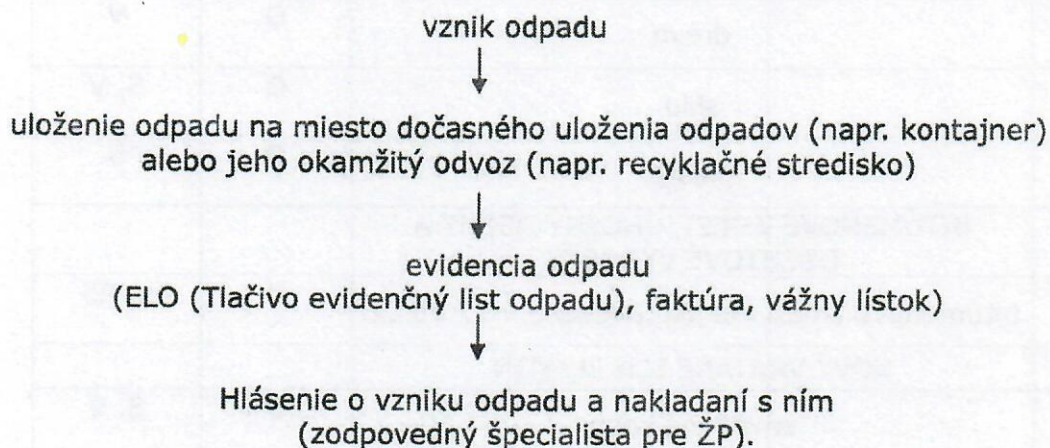 vznik odpadu
uloženie odpadu na miesto dočasného uloženia odpadov (napr. kontajner)
alebo jeho okamžitý odvoz (napr. recyklačné stredisko)
evidencia odpadu
(ELO (Tlačivo evidenčný list odpadu), faktúra, vážny lístok)
Hlásenie o vzniku odpadu a nakladaní s ním
(zodpovedný špecialista pre ŽP).